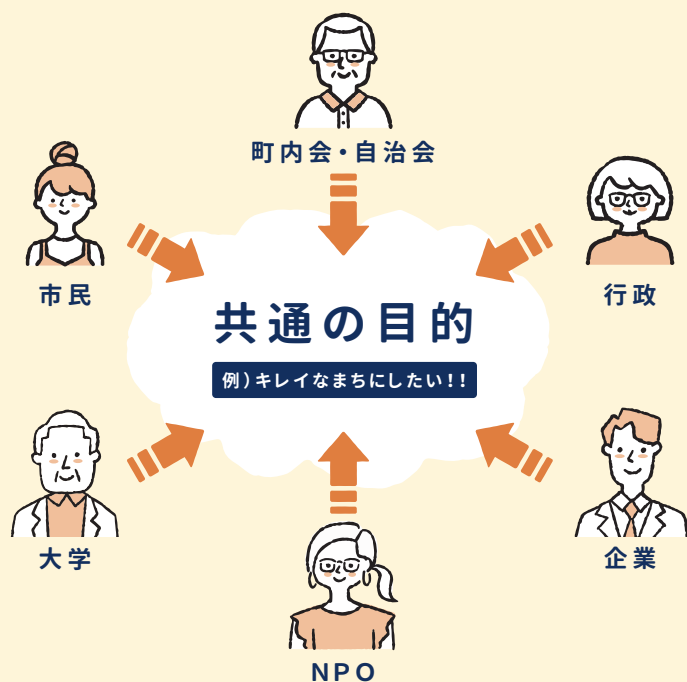 町内会・自治会
市民
行政
共通の目的
例)キレイなまちにしたい!!
大学
企業
NPO